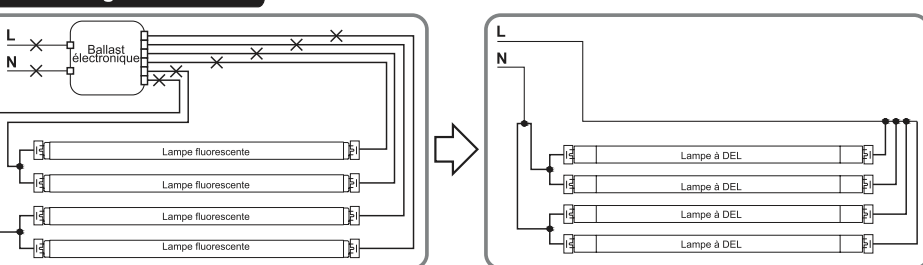 L
N
Ballast
électronique
Lampe fluorescente
Lampe fluorescente
Lampe fluorescente
Lampe fluorescente
L
N
Lampe à DEL
Lampe à DEL
Lampe à DEL
Lampe à DEL